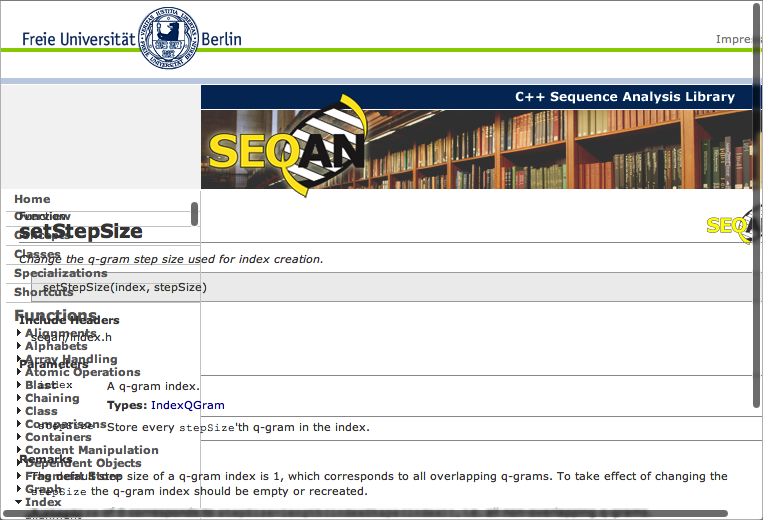 Freie Universität Berlin
Impres
C++ Sequence Analysis Library
SEQAN
Home
Function
Overview
SEQAN
setStepSize
Concepts
Classes
Change the q-gram step size used for index creation.
Specializations
setStepSize(index, stepSize)
Shortcuts
Functions
Include Headers
Alignments
seqan/index.h
Alphabets
Array Handling
Parameters
Atomic Operations
Blast
index
A q-gram index.
Chaining
Types: IndexQGram
Class
Comparisons
stepSize
Store every stepSize'th q-gram in the index.
Containers
Content Manipulation
Remarks
Dependent Objects
Fragment Store
The default step size of a q-gram index is 1, which corresponds to all overlapping q-grams. To take effect of changing the
Graph
stepSize the q-gram index should be empty or recreated.
Index